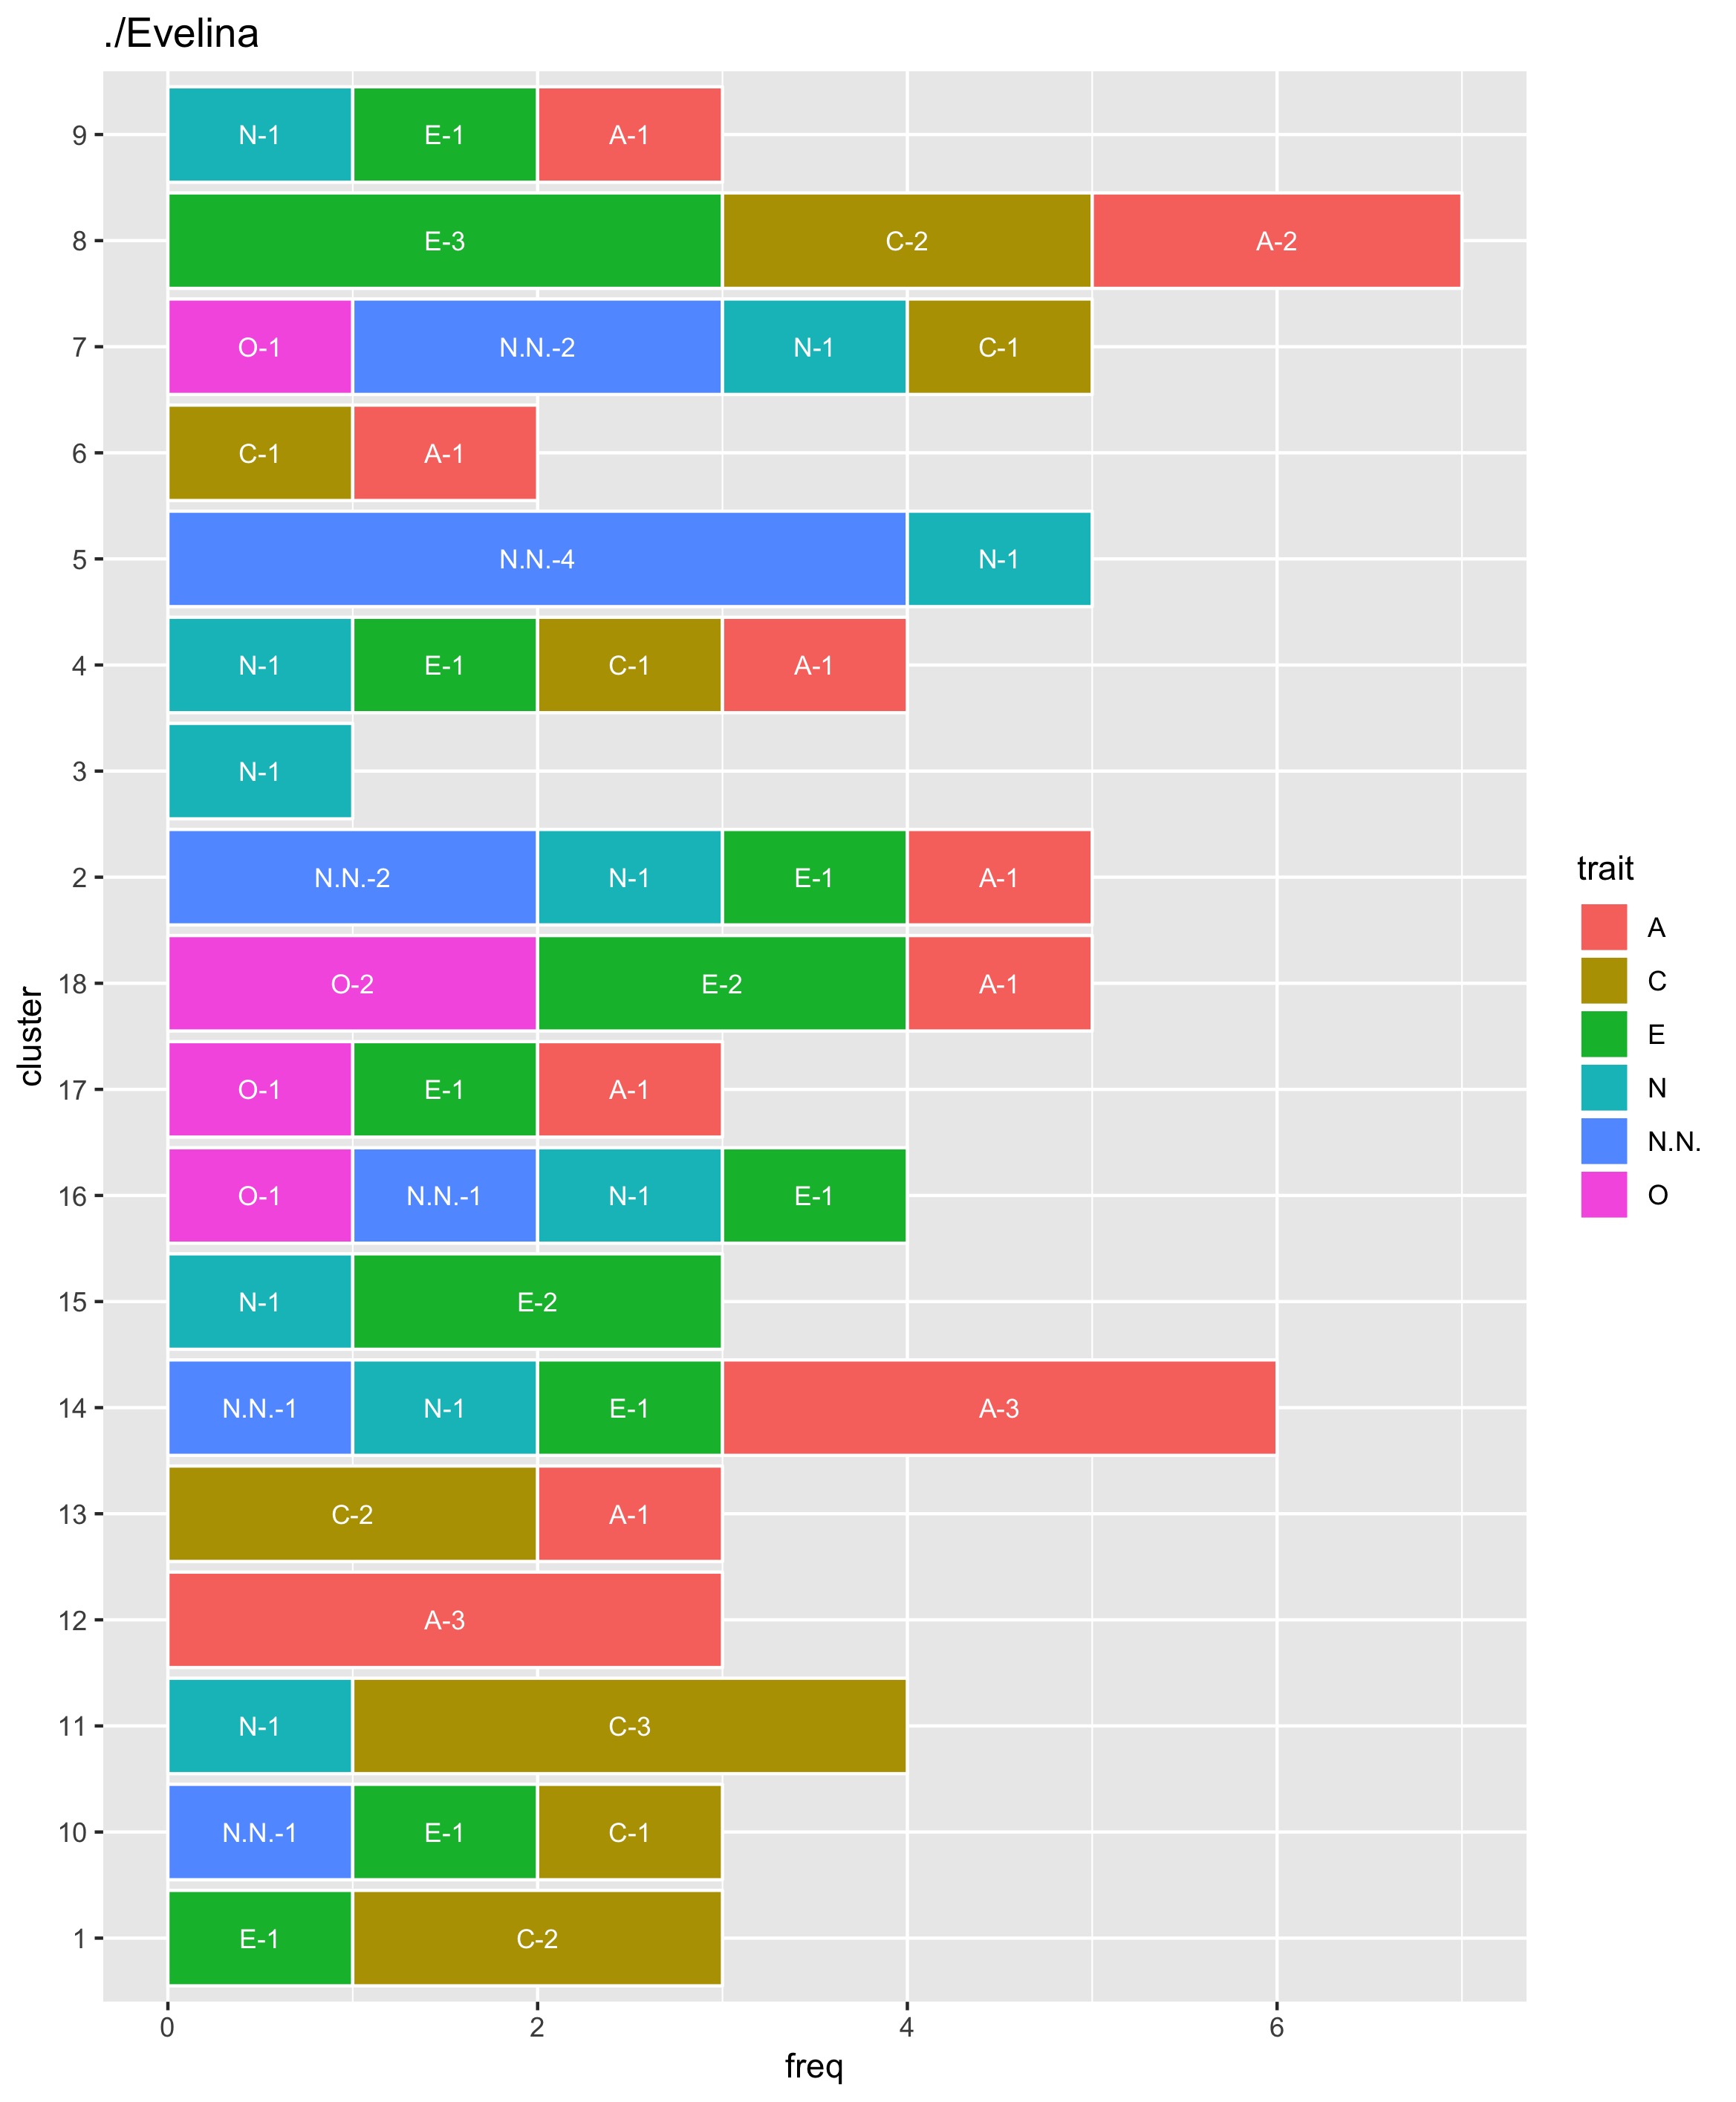 ./Evelina
9 N-1 E-1 A-1
8 E-3 C-2 A-2
7 O-1 N.N.-2 N-1 C-1
6 C-1 A-1
5 N.N.-4 N-1
4 N-1 E-1 C-1 A-1
3 N-1
2 N.N.-2 N-1 E-1 A-1
18 O-2 E-2 A-1
17 O-1 E-1 A-1
16 O-1 N.N.-1 N-1 E-1
15 N-1 E-2
14 N.N.-1 N-1 E-1 A-3
13 C-2 A-1
12 A-3
11 N-1 C-3
10 N.N.-1 E-1 C-1
1 E-1 C-2
0 2 4 6
freq
cluster
trait
A
C
E
N
N.N.
O